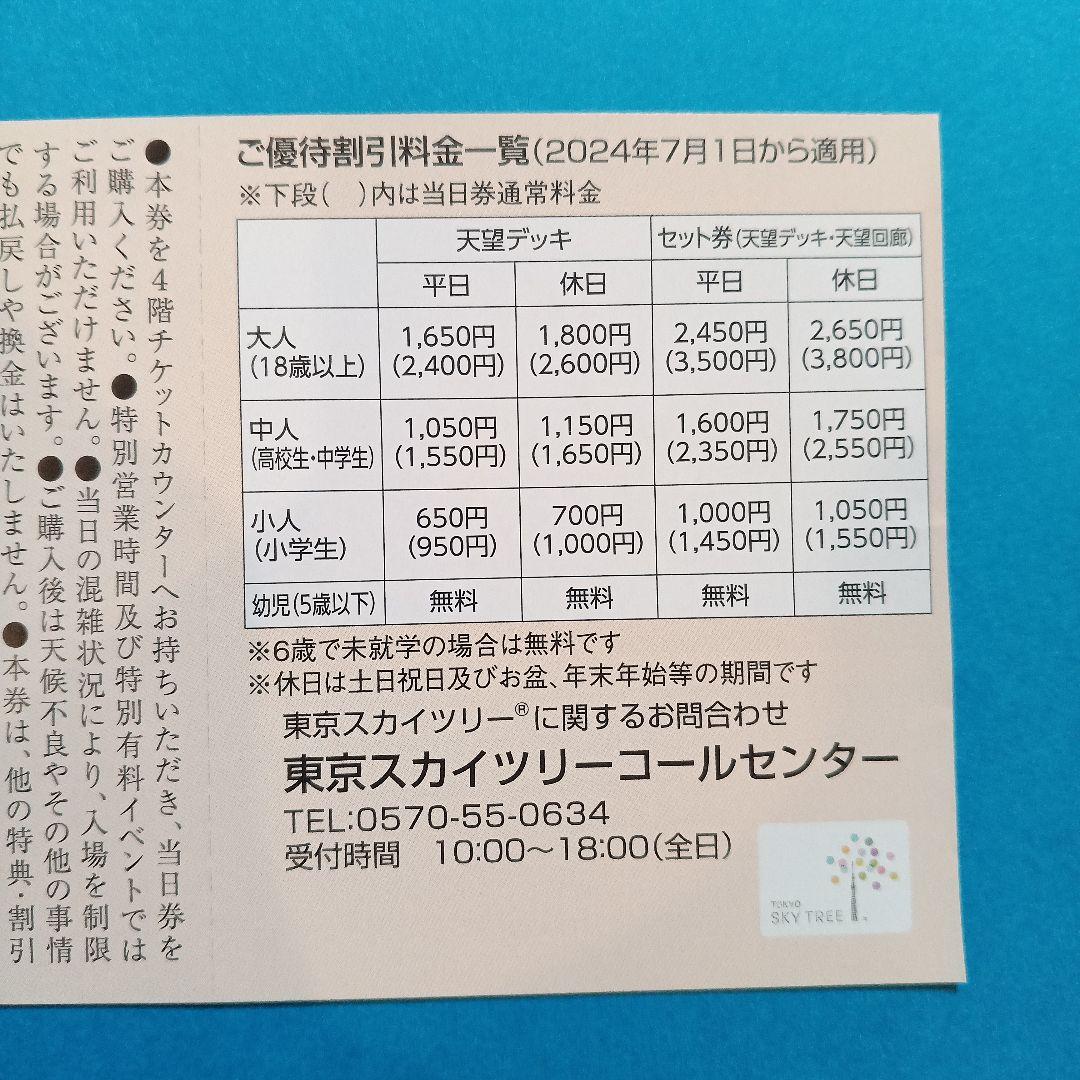 ●本券を4階チケットカウンターへお持ちいただき、当日券を
ご購入ください。●特別営業時間及び特別有料イベントでは
ご利用いただけません。●当日の混雑状況により、入場を制限
する場合がございます。●ご購入後は天候不良やその他の事情
でも払戻しや換金はいたしません。●本券は、他の特典・割引
ご優待割引料金一覧(2024年7月1日から適用)
※下段( )内は当日券通常料金
天望デッキ セット券(天望デッキ・天望回廊)
平日 休日 平日 休日
大人 1,650円 1,800円 2,450円 2,650円
(18歳以上) (2,400円) (2,600円) (3,500円) (3,800円)
中人 1,050円 1,150円 1,600円 1,750円
(高校生・中学生) (1,550円) (1,650円) (2,350円) (2,550円)
小人 650円 700円 1,000円 1,050円
(小学生) (950円) (1,000円) (1,450円) (1,550円)
幼児(5歳以下) 無料 無料 無料 無料
※6歳で未就学の場合は無料です
※休日は土日祝日及びお盆、年末年始等の期間です
東京スカイツリー®に関するお問合わせ
東京スカイツリーコールセンター
TEL:0570-55-0634
受付時間 10:00〜18:00(全日)
TOKYO
SKY TREE